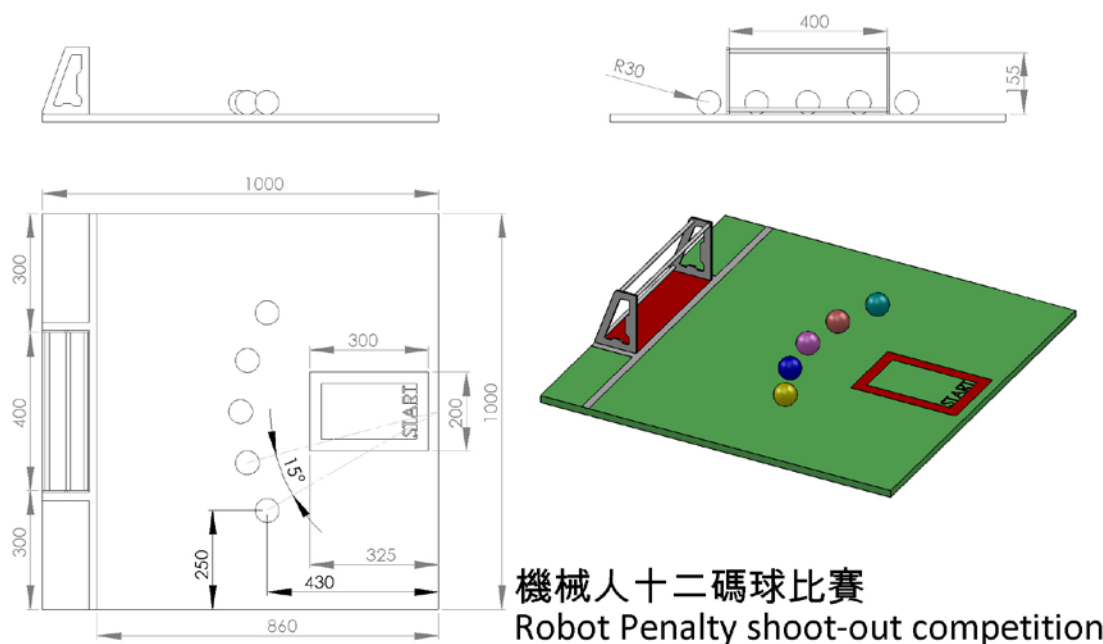 400
R30
155
1000
300
400
300
300
START
200
1000
15°
250
430
325
860
START
機械人十二碼球比賽
Robot Penalty shoot-out competition